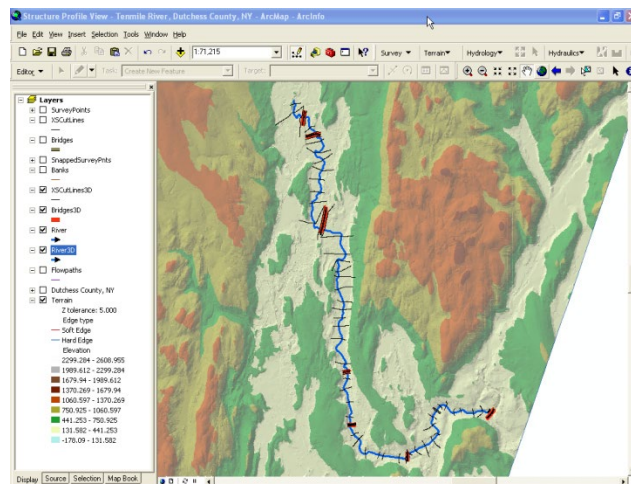 Structure Profile View - Tenmile River, Dutchess County, NY - ArcMap - ArcInfo
File Edit View Insert Selection Tools Window Help
1:71,215
Survey
Terrain
Hydrology
Hydraulics
Editor
Task: Create New Feature
Target:
Layers
SurveyPoints
XSCutLines
Bridges
SnappedSurveyPnts
Banks
XSCutLines3D
Bridges3D
River
River3D
Flowpaths
Dutchess County, NY
Terrain
Z tolerance: 5.000
Edge type
Soft Edge
Hard Edge
Elevation
2299.284 - 2608.955
1989.612 - 2299.284
1679.94 - 1989.612
1370.269 - 1679.94
1060.597 - 1370.269
750.925 - 1060.597
441.253 - 750.925
131.582 - 441.253
-178.09 - 131.582
Display Source Selection Map Book